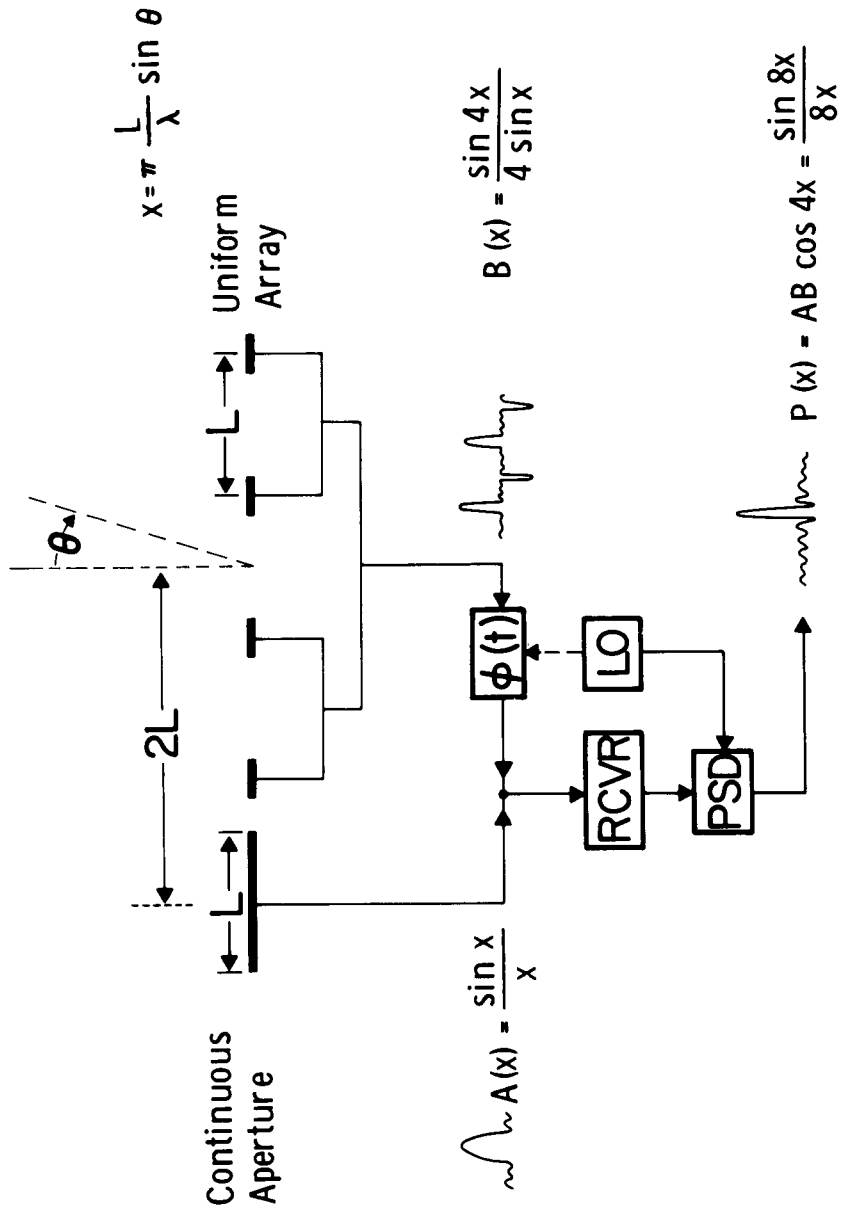 x = π L/λ sin θ
Continuous
Aperture
Uniform
Array
θ
2L
L
L
A(x) = sin x / x
B(x) = sin 4x / 4 sin x
ϕ(t)
LO
RCVR
PSD
P(x) = AB cos 4x = sin 8x / 8x